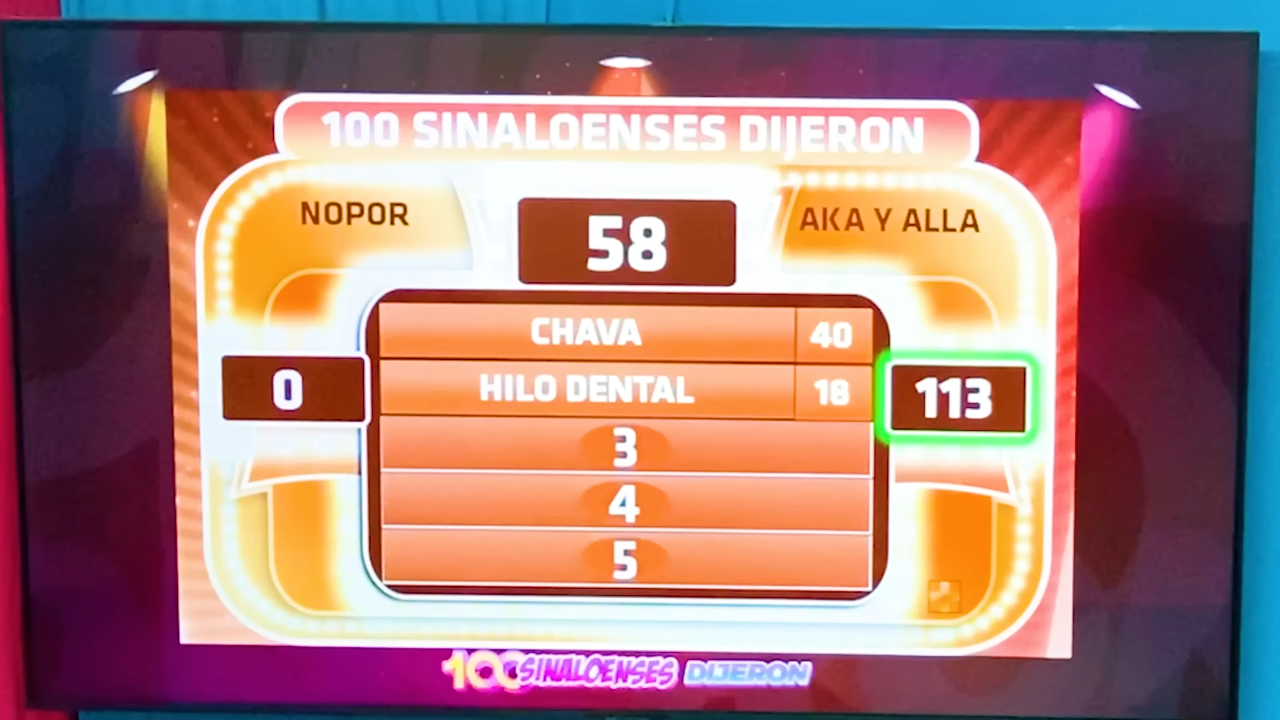 100 SINALOENSES DIJERON
NOPOR
58
AKA Y ALLA
CHAVA 40
HILO DENTAL 18
0
113
3
4
5
100 SINALOENSES DIJERON